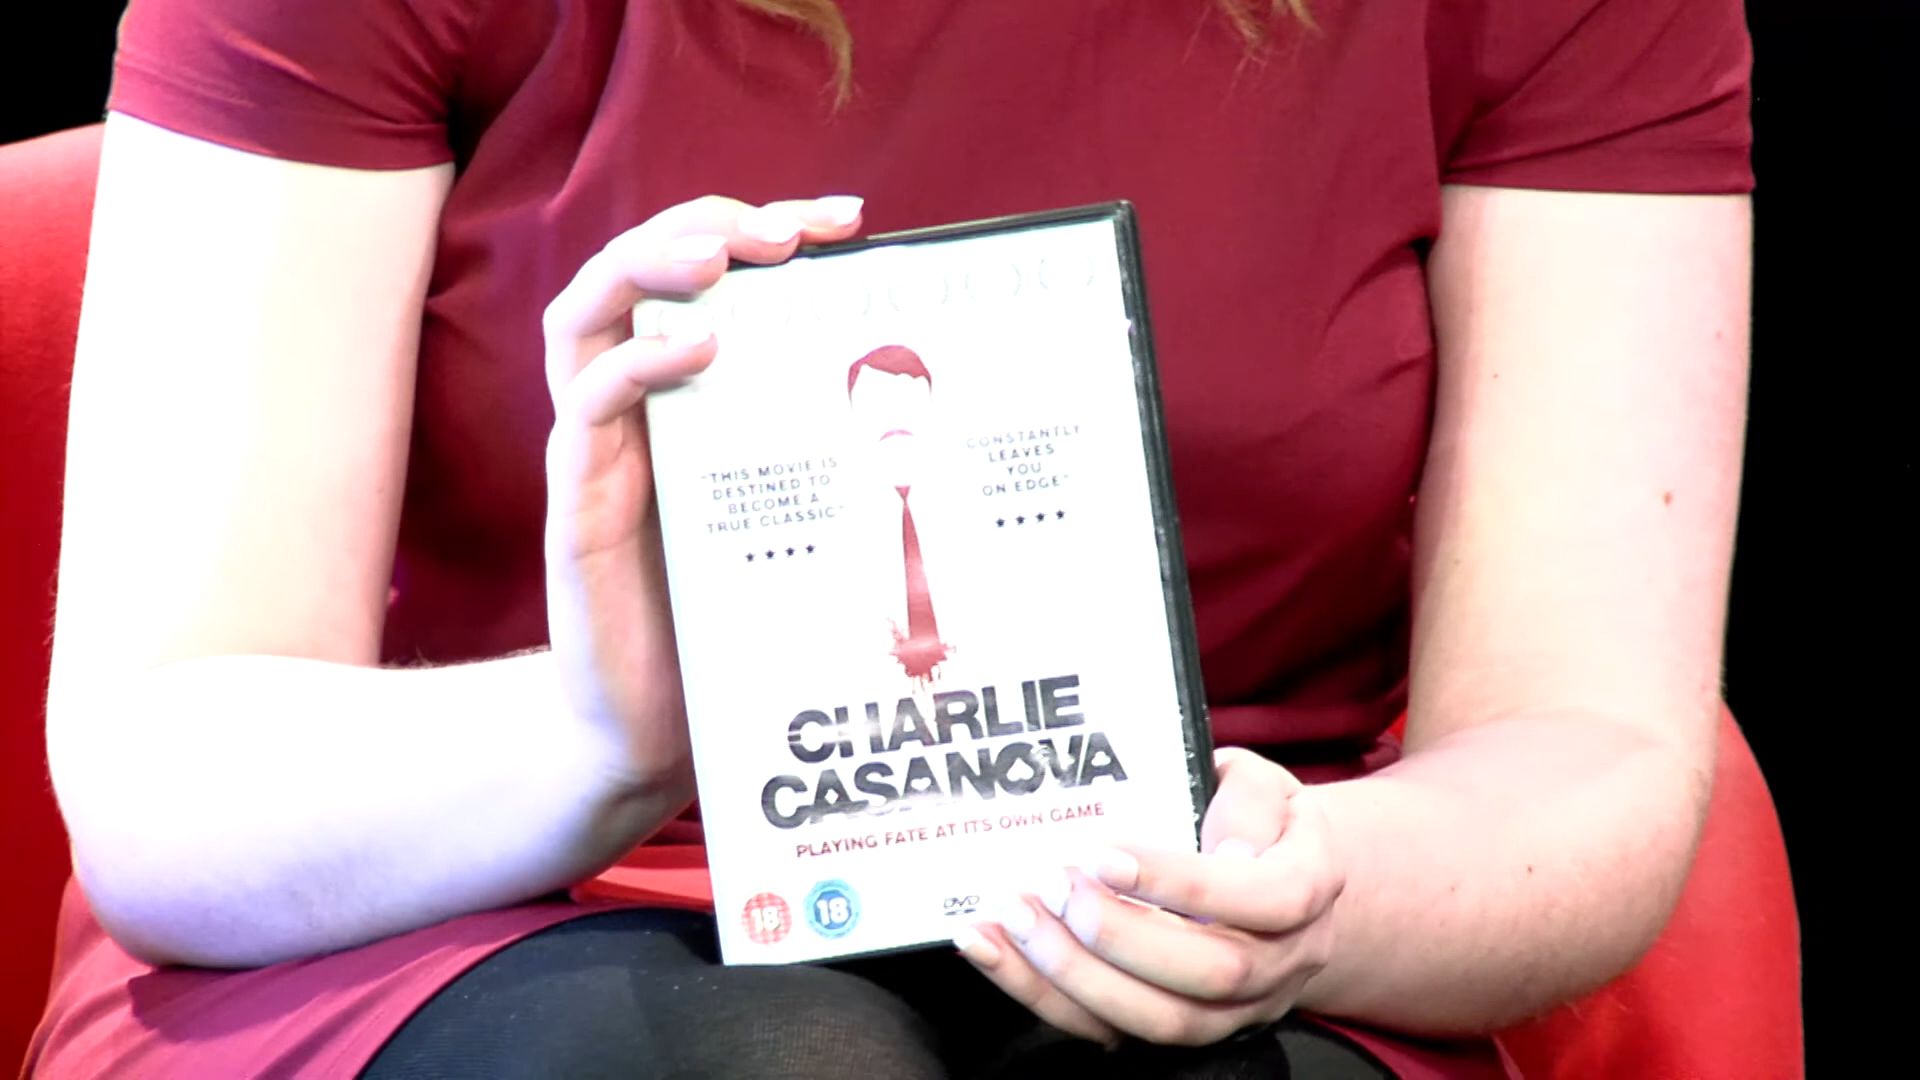 "THIS MOVIE IS
DESTINED TO
BECOME A
TRUE CLASSIC"
★★★★
CONSTANTLY
LEAVES
YOU
ON EDGE"
★★★★
CHARLIE
CASANOVA
PLAYING FATE AT ITS OWN GAME
18
18
DVD